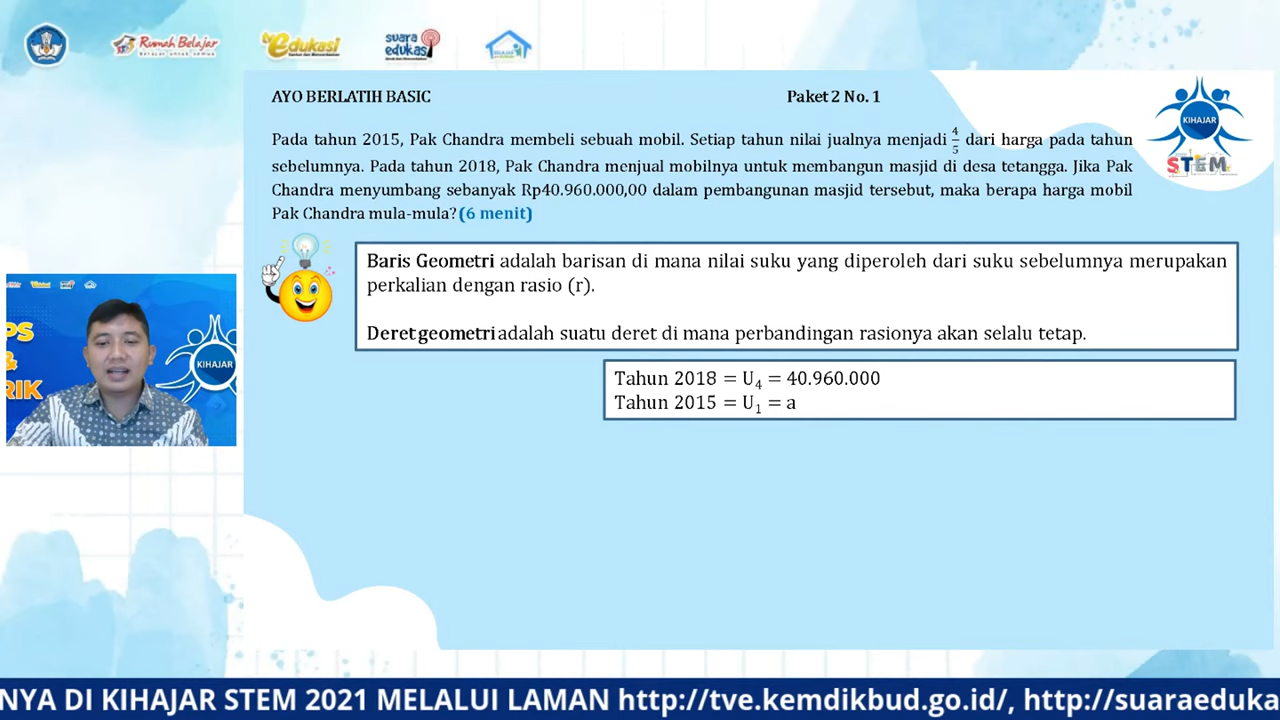 Rumah Belajar
Belajar untuk semua
tv edukasi
suara
edukasi
AYO BERLATIH BASIC
Paket 2 No. 1
KIHAJAR
STEM
Pada tahun 2015, Pak Chandra membeli sebuah mobil. Setiap tahun nilai jualnya menjadi 4/5 dari harga pada tahun
sebelumnya. Pada tahun 2018, Pak Chandra menjual mobilnya untuk membangun masjid di desa tetangga. Jika Pak
Chandra menyumbang sebanyak Rp40.960.000,00 dalam pembangunan masjid tersebut, maka berapa harga mobil
Pak Chandra mula-mula? (6 menit)
Baris Geometri adalah barisan di mana nilai suku yang diperoleh dari suku sebelumnya merupakan
perkalian dengan rasio (r).
Deret geometri adalah suatu deret di mana perbandingan rasionya akan selalu tetap.
Tahun 2018 = U₄ = 40.960.000
Tahun 2015 = U₁ = a
PS
&
RIK
KIHAJAR
NYA DI KIHAJAR STEM 2021 MELALUI LAMAN http://tve.kemdikbud.go.id/, http://suaraeduka